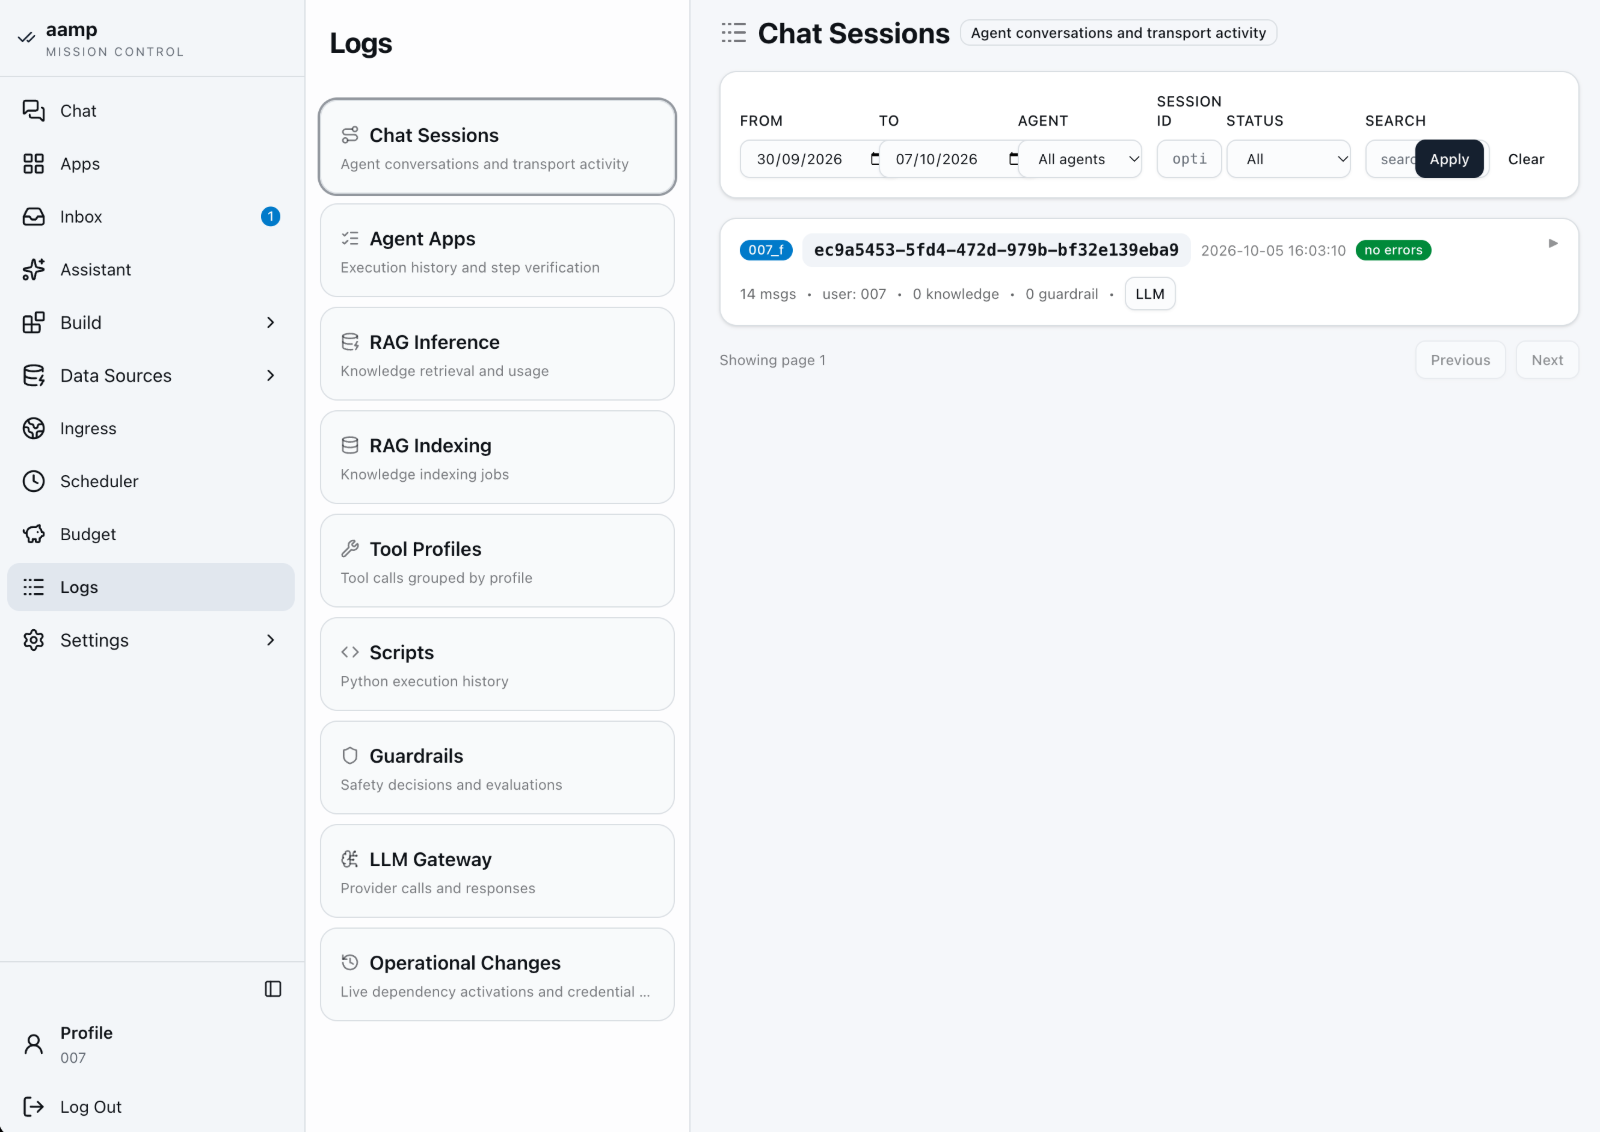 aamp
MISSION CONTROL
Chat
Apps
Inbox
1
Assistant
Build
Data Sources
Ingress
Scheduler
Budget
Logs
Settings
Profile
007
Log Out
Logs
Chat Sessions
Agent conversations and transport activity
Agent Apps
Execution history and step verification
RAG Inference
Knowledge retrieval and usage
RAG Indexing
Knowledge indexing jobs
Tool Profiles
Tool calls grouped by profile
Scripts
Python execution history
Guardrails
Safety decisions and evaluations
LLM Gateway
Provider calls and responses
Operational Changes
Live dependency activations and credential ...
Chat Sessions
Agent conversations and transport activity
FROM
30/09/2026
TO
07/10/2026
AGENT
All agents
SESSION
ID
opti
STATUS
All
SEARCH
searc
Apply
Clear
007_f ec9a5453-5fd4-472d-979b-bf32e139eba9 2026-10-05 16:03:10 no errors
14 msgs • user: 007 • 0 knowledge • 0 guardrail • LLM
Showing page 1
Previous
Next